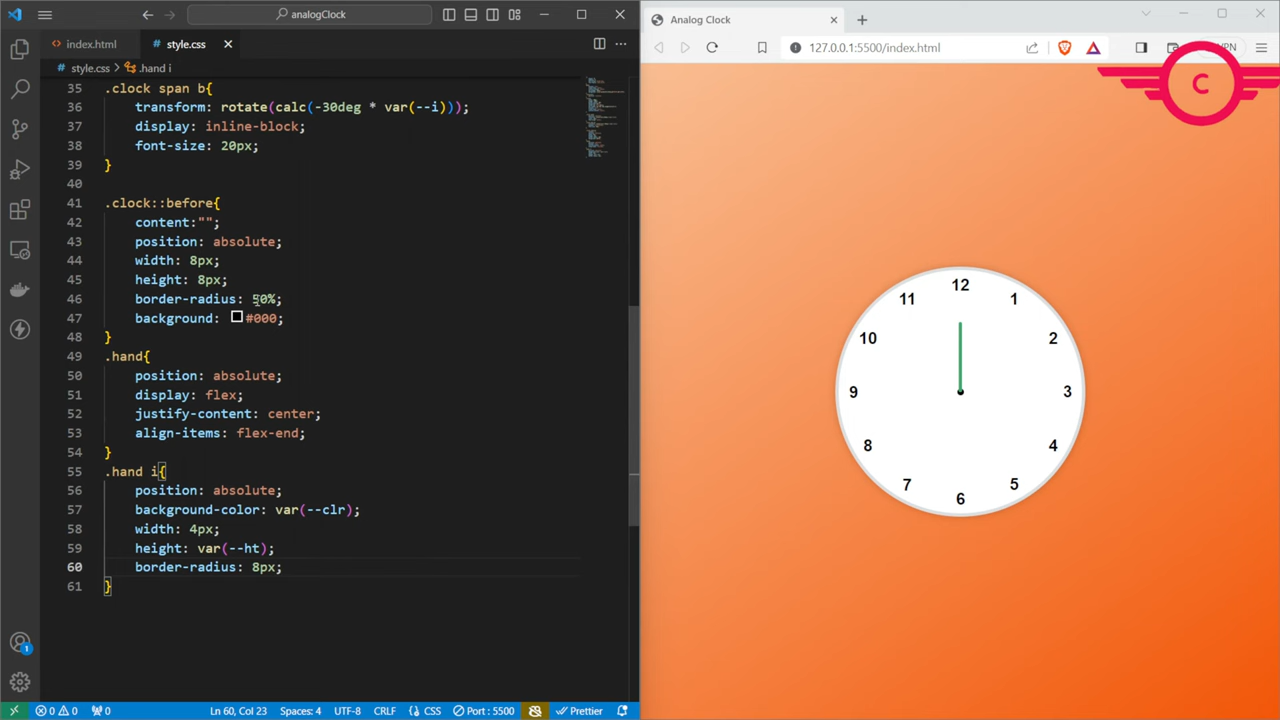 analogClock
index.html
style.css
style.css > .hand i
35 .clock span b{
36 transform: rotate(calc(-30deg * var(--i)));
37 display: inline-block;
38 font-size: 20px;
39 }
40
41 .clock::before{
42 content:"";
43 position: absolute;
44 width: 8px;
45 height: 8px;
46 border-radius: 50%;
47 background: #000;
48 }
49 .hand{
50 position: absolute;
51 display: flex;
52 justify-content: center;
53 align-items: flex-end;
54 }
55 .hand i{
56 position: absolute;
57 background-color: var(--clr);
58 width: 4px;
59 height: var(--ht);
60 border-radius: 8px;
61 }
1
0 0 0 Ln 60, Col 23 Spaces: 4 UTF-8 CRLF {} CSS Port : 5500 Prettier
Analog Clock
127.0.0.1:5500/index.html
VPN
C
12
11 1
10 2
9 3
8 4
7 5
6